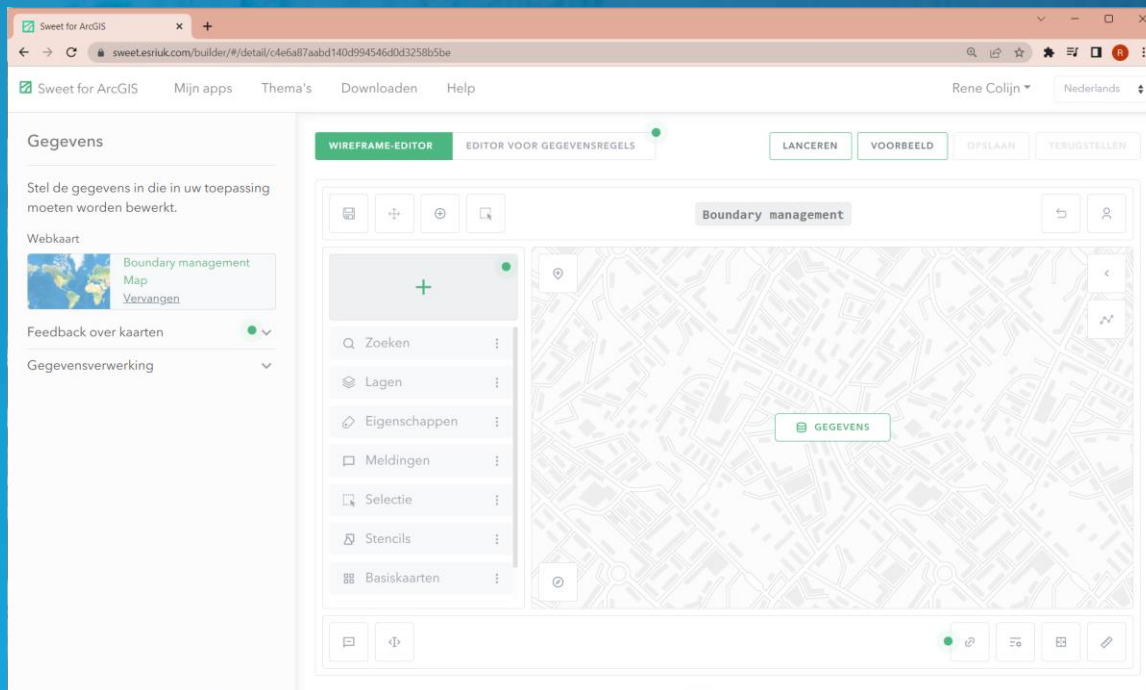 Sweet for ArcGIS
sweet.esriuk.com/builder/#/detail/c4e6a87aabd140d994546d0d3258b5be
R
Sweet for ArcGIS Mijn apps Thema's Downloaden Help Rene Colijn Nederlands
Gegevens
Stel de gegevens in die in uw toepassing
moeten worden bewerkt.
Webkaart
Boundary management
Map
Vervangen
Feedback over kaarten
Gegevensverwerking
WIREFRAME-EDITOR EDITOR VOOR GEGEVENSREGELS LANCEREN VOORBEELD OPSLAAN TERUGSTELLEN
Boundary management
Zoeken
Lagen
Eigenschappen
Meldingen
Selectie
Stencils
Basiskaarten
GEGEVENS